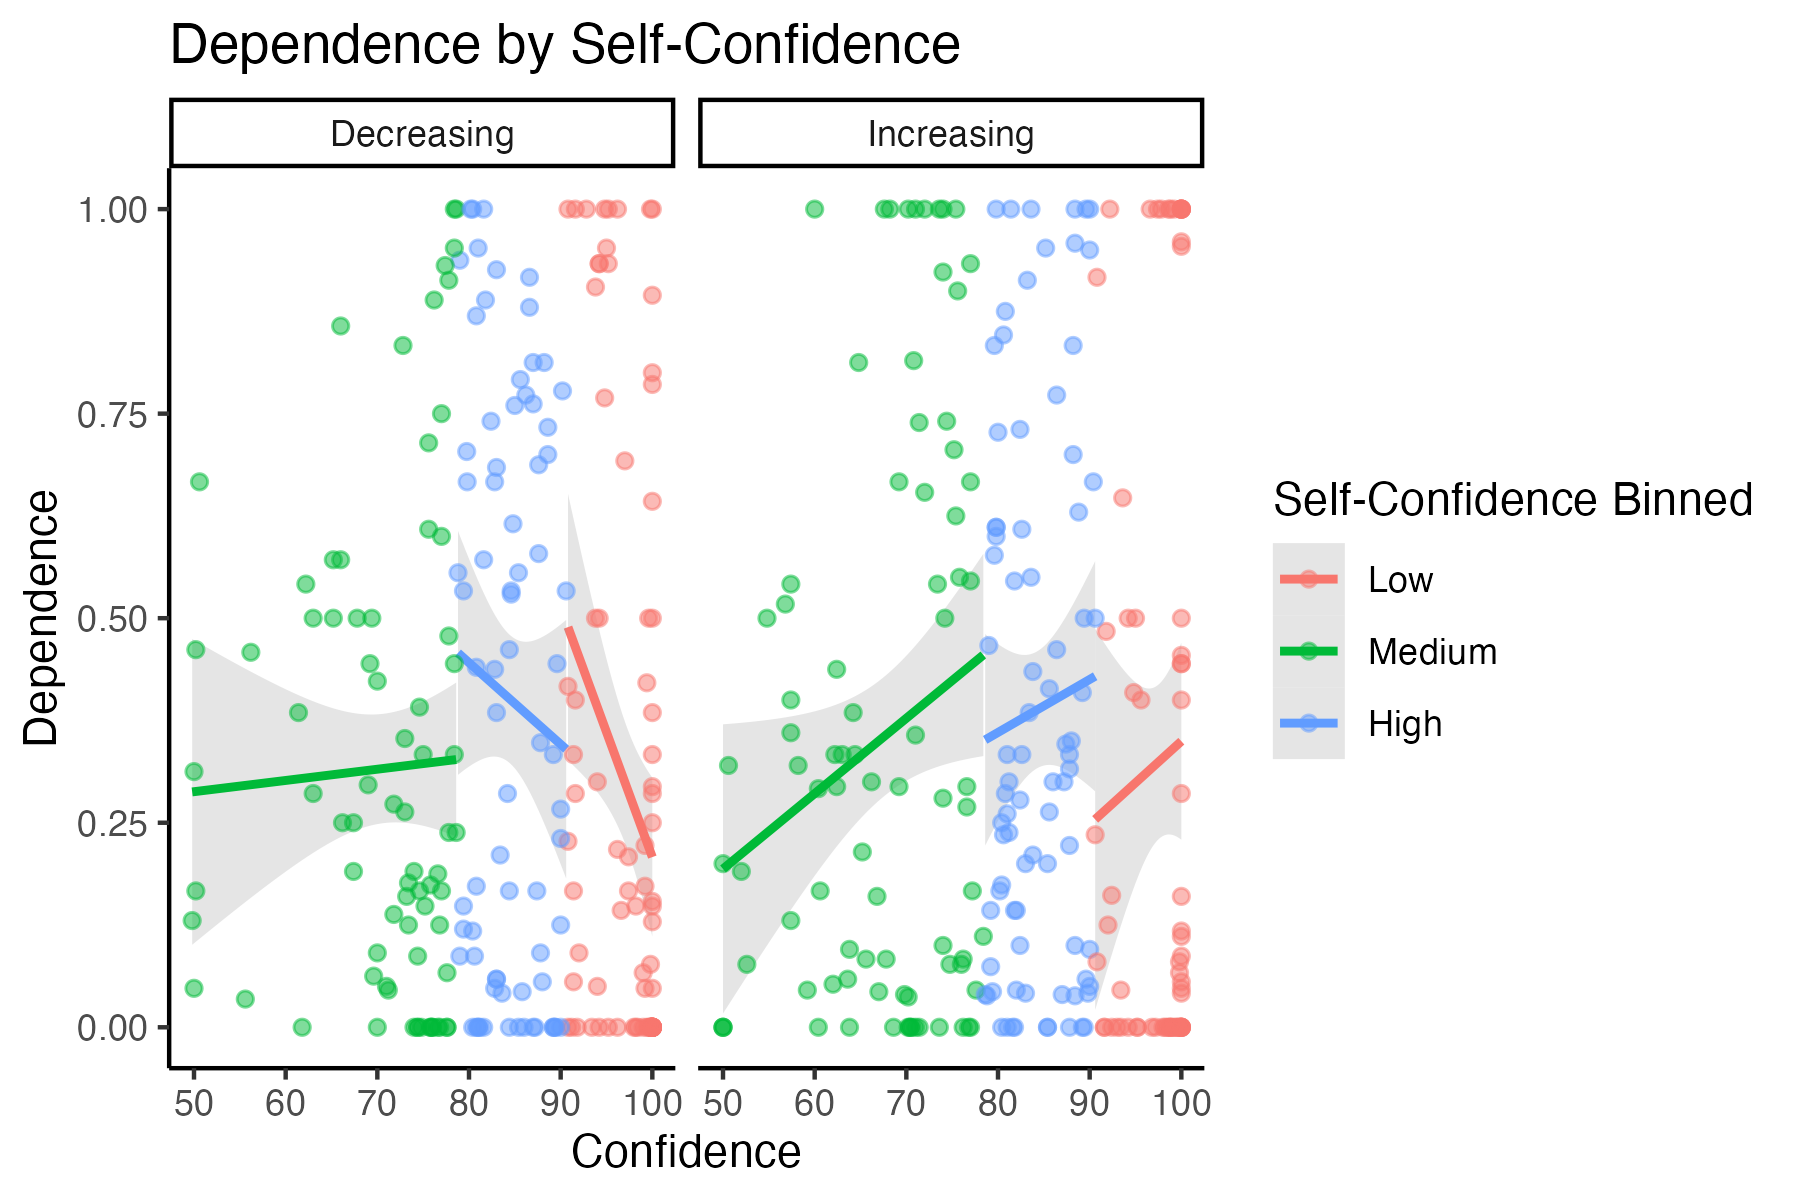 Dependence by Self-Confidence
Decreasing
Increasing
1.00
0.75
0.50
0.25
0.00
Dependence
50 60 70 80 90 100
50 60 70 80 90 100
Confidence
Self-Confidence Binned
Low
Medium
High